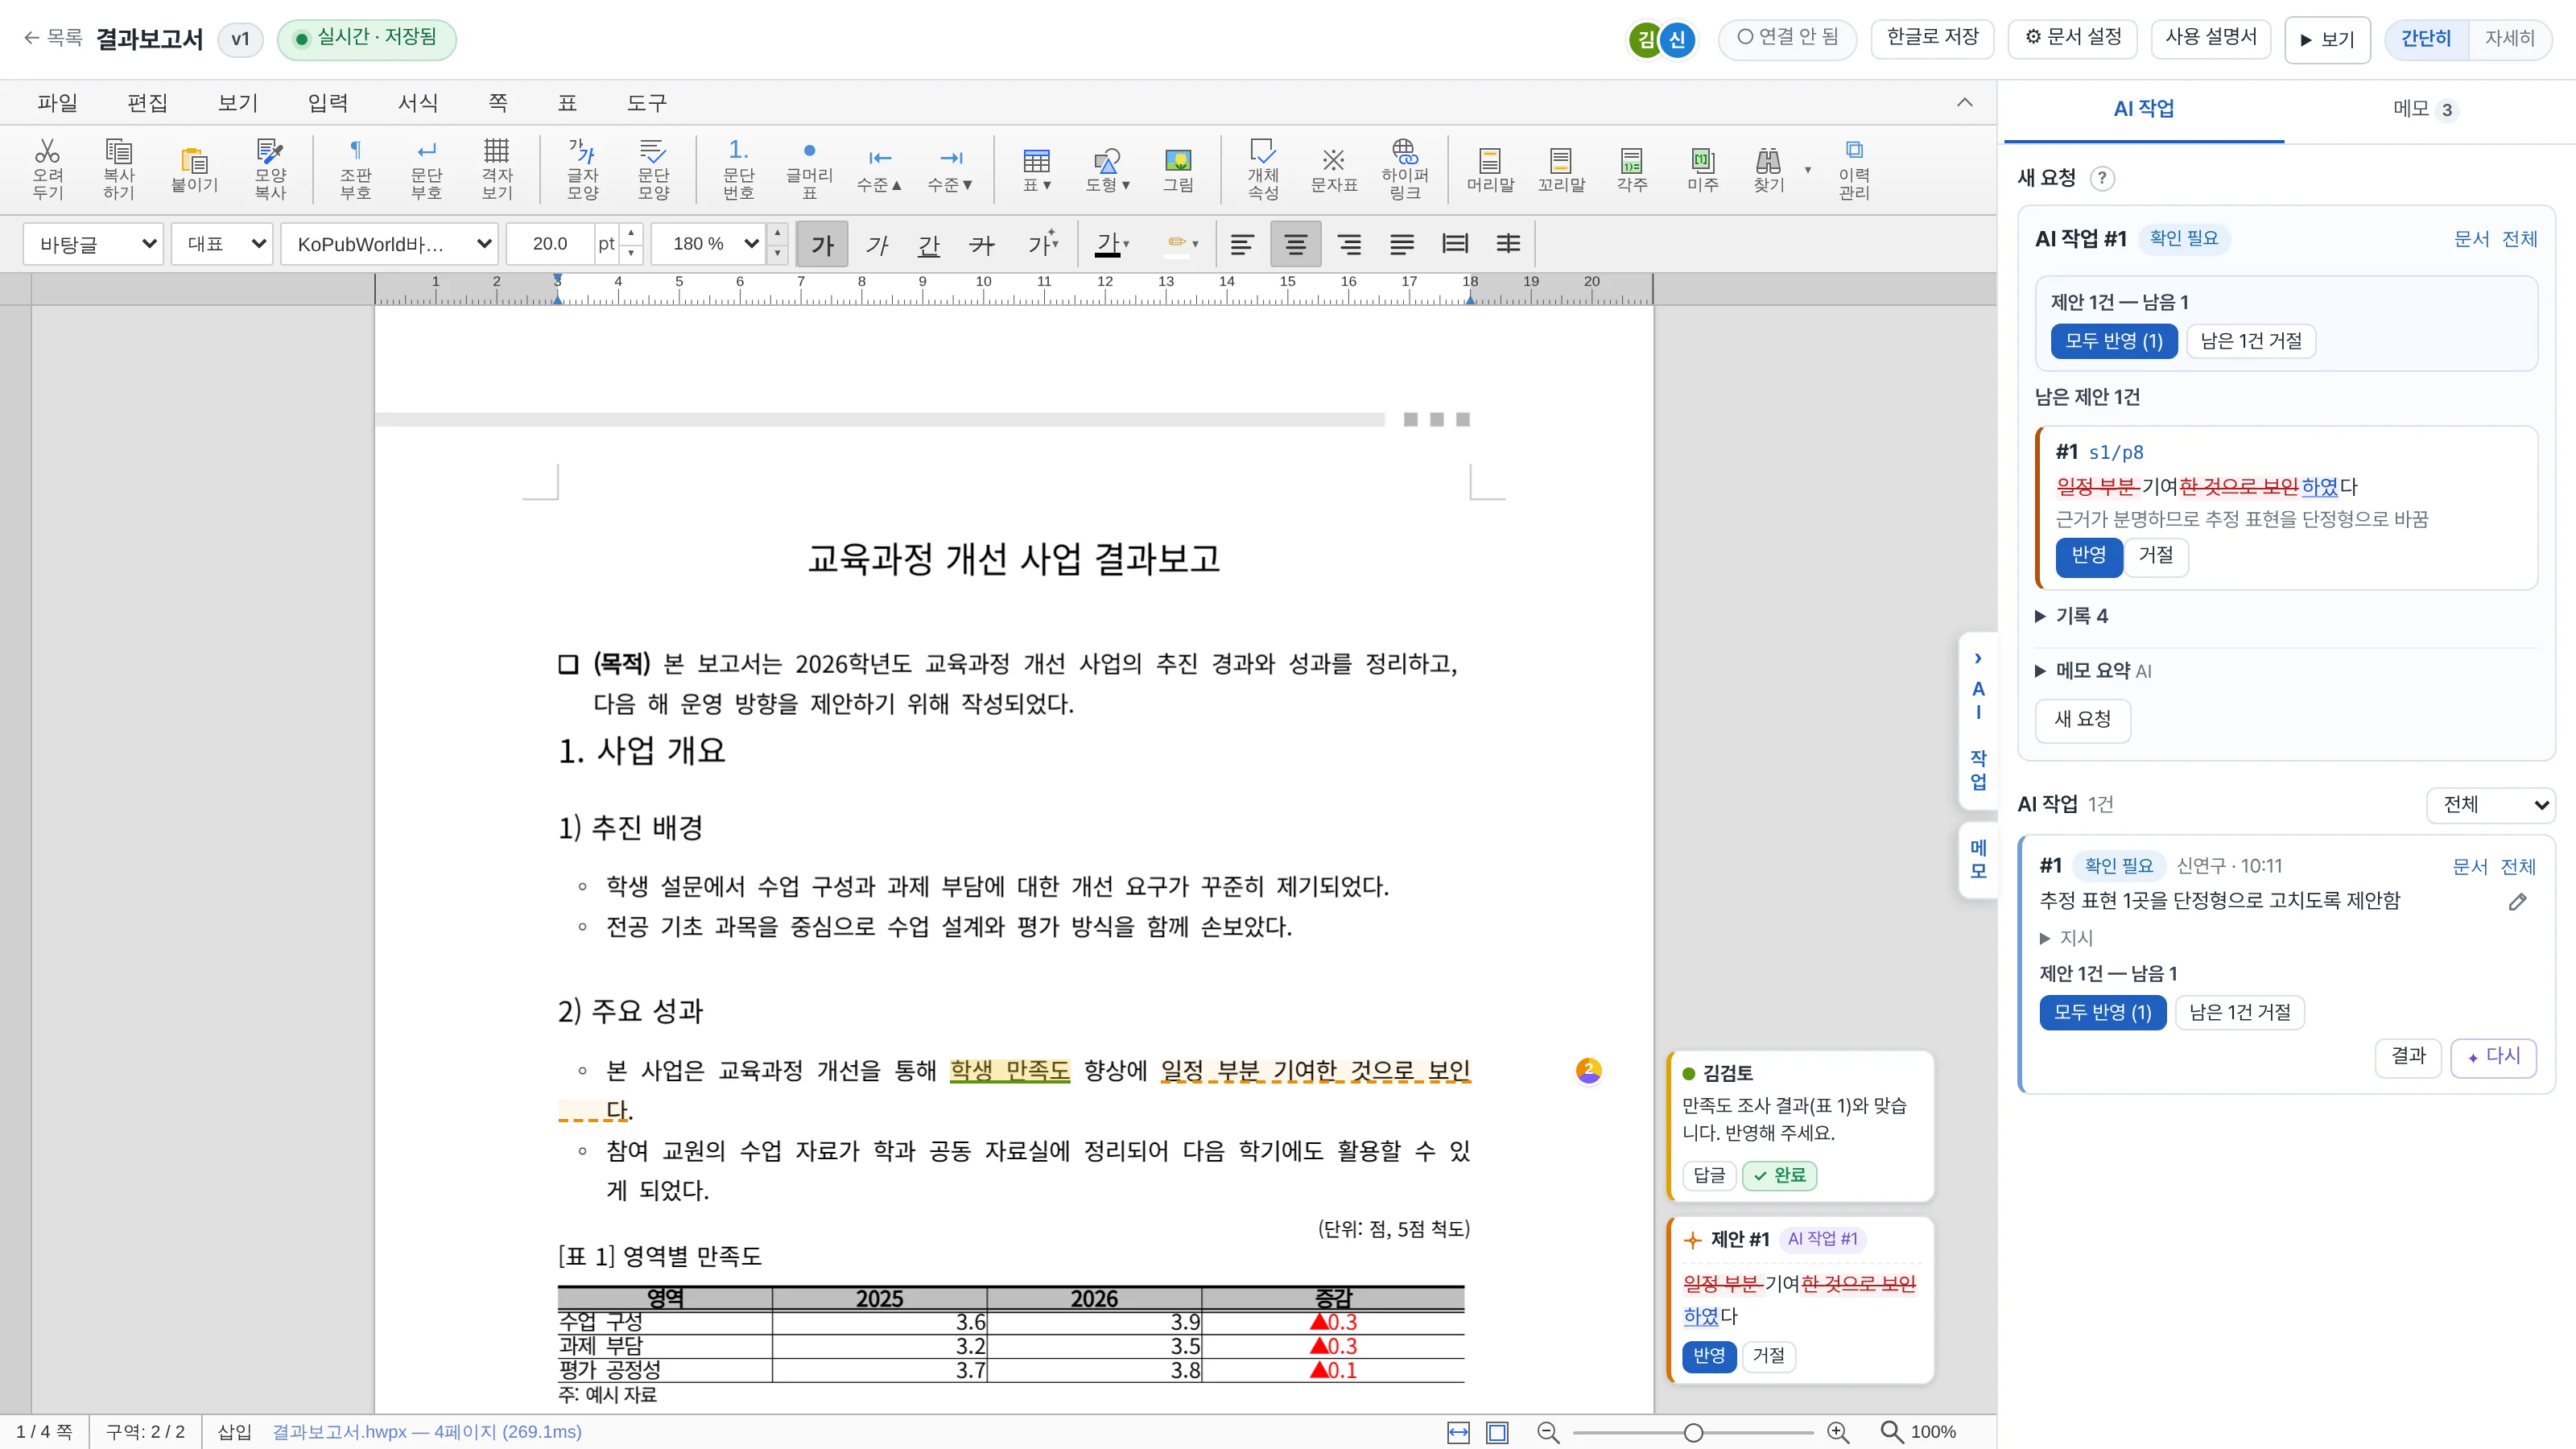 ← 목록 결과보고서 v1 실시간 · 저장됨
김 신 연결 안 됨 한글로 저장 ⚙ 문서 설정 사용 설명서 ▶ 보기 간단히 자세히
파일 편집 보기 입력 서식 쪽 표 도구
오려두기 복사하기 붙이기 모양복사 조판부호 문단부호 격자보기 글자모양 문단모양 문단번호 글머리표 수준▲ 수준▼ 표▼ 도형▼ 그림 개체속성 문자표 하이퍼링크 머리말 꼬리말 각주 미주 찾기 이력관리
바탕글 대표 KoPubWorld바... 20.0 pt 180 % 가 가 간 가 가 가
1 2 3 4 5 6 7 8 9 10 11 12 13 14 15 16 17 18 19 20
교육과정 개선 사업 결과보고
❑ (목적) 본 보고서는 2026학년도 교육과정 개선 사업의 추진 경과와 성과를 정리하고,
다음 해 운영 방향을 제안하기 위해 작성되었다.
1. 사업 개요
1) 추진 배경
◦ 학생 설문에서 수업 구성과 과제 부담에 대한 개선 요구가 꾸준히 제기되었다.
◦ 전공 기초 과목을 중심으로 수업 설계와 평가 방식을 함께 손보았다.
2) 주요 성과
◦ 본 사업은 교육과정 개선을 통해 학생 만족도 향상에 일정 부분 기여한 것으로 보인
다.
◦ 참여 교원의 수업 자료가 학과 공동 자료실에 정리되어 다음 학기에도 활용할 수 있
게 되었다.
(단위: 점, 5점 척도)
[표 1] 영역별 만족도
영역 2025 2026 증감
수업 구성 3.6 3.9 ▲0.3
과제 부담 3.2 3.5 ▲0.3
평가 공정성 3.7 3.8 ▲0.1
주: 예시 자료
2
김검토
만족도 조사 결과(표 1)와 맞습
니다. 반영해 주세요.
답글 ✓ 완료
제안 #1 AI 작업 #1
일정 부분 기여한 것으로 보인
하였다
반영 거절
› AI 작업
메모
AI 작업 메모 3
새 요청 ?
AI 작업 #1 확인 필요 문서 전체
제안 1건 — 남음 1
모두 반영 (1) 남은 1건 거절
남은 제안 1건
#1 s1/p8
일정 부분 기여한 것으로 보인 하였다
근거가 분명하므로 추정 표현을 단정형으로 바꿈
반영 거절
▶ 기록 4
▶ 메모 요약 AI
새 요청
AI 작업 1건 전체
#1 확인 필요 신연구 · 10:11 문서 전체
추정 표현 1곳을 단정형으로 고치도록 제안함
▶ 지시
제안 1건 — 남음 1
모두 반영 (1) 남은 1건 거절
결과 ✦ 다시
1 / 4 쪽 구역: 2 / 2 삽입 결과보고서.hwpx — 4페이지 (269.1ms) 100%